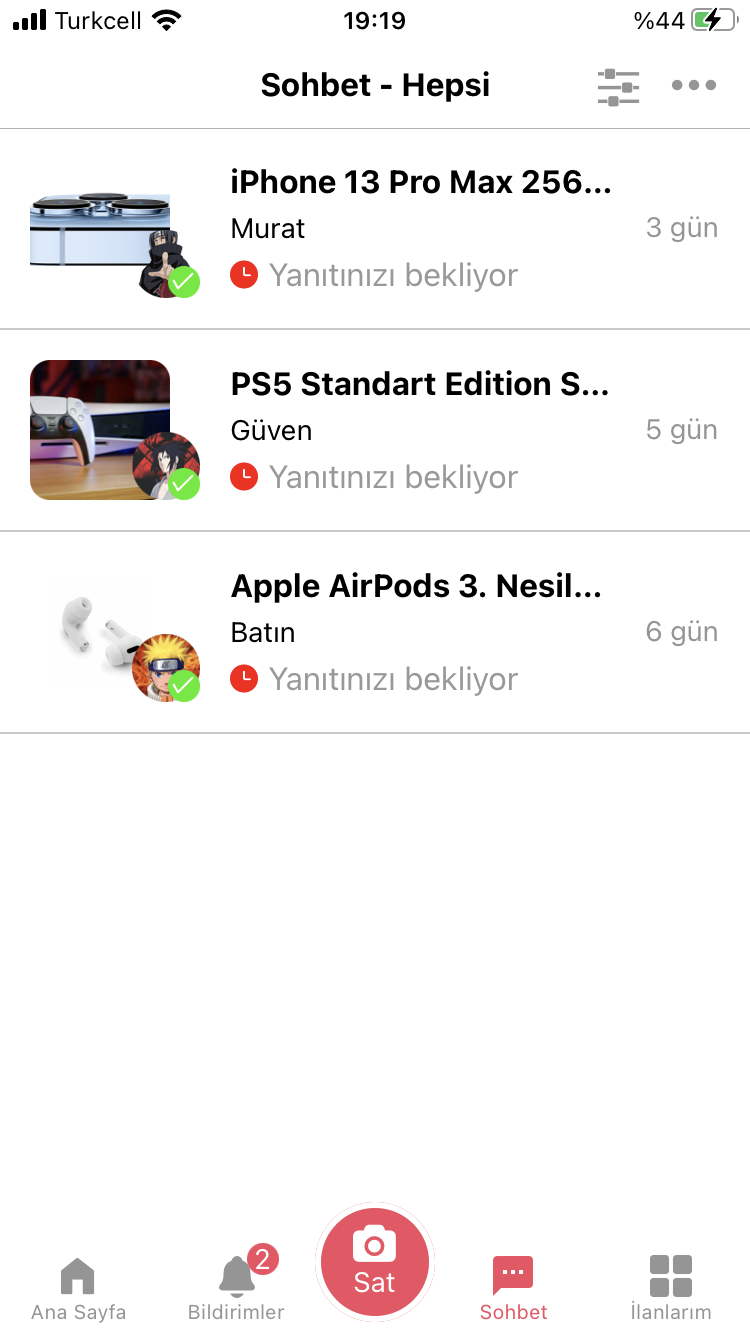 Turkcell 19:19 %44
Sohbet - Hepsi
iPhone 13 Pro Max 256...
Murat 3 gün
Yanıtınızı bekliyor
PS5 Standart Edition S...
Güven 5 gün
Yanıtınızı bekliyor
Apple AirPods 3. Nesil...
Batın 6 gün
Yanıtınızı bekliyor
2
Sat
Ana Sayfa Bildirimler Sohbet İlanlarım